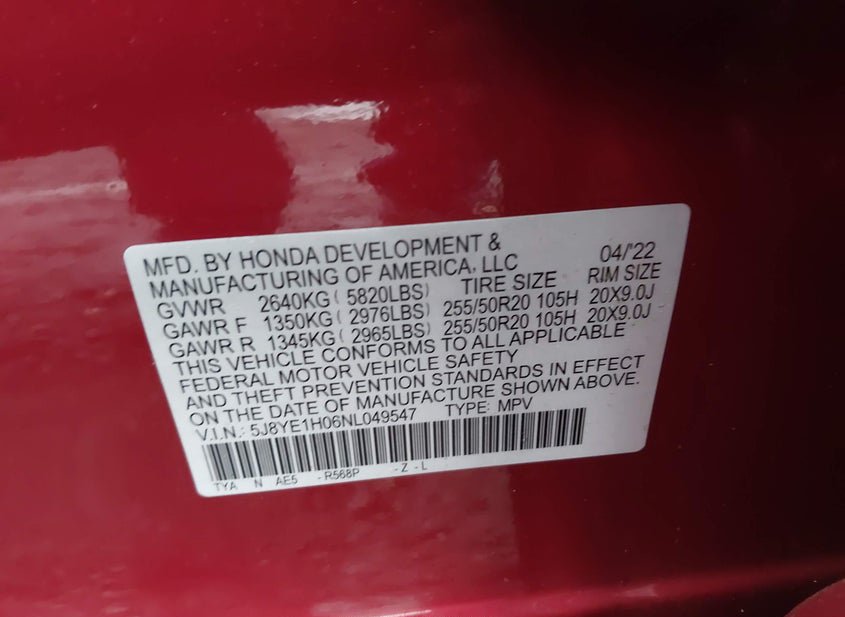 MFD. BY HONDA DEVELOPMENT & 04/'22
MANUFACTURING OF AMERICA, LLC
GVWR 2640KG ( 5820LBS) TIRE SIZE RIM SIZE
GAWR F 1350KG ( 2976LBS) 255/50R20 105H 20X9.0J
GAWR R 1345KG ( 2965LBS) 255/50R20 105H 20X9.0J
THIS VEHICLE CONFORMS TO ALL APPLICABLE
FEDERAL MOTOR VEHICLE SAFETY
AND THEFT PREVENTION STANDARDS IN EFFECT
ON THE DATE OF MANUFACTURE SHOWN ABOVE.
V.I.N.: 5J8YE1H06NL049547 TYPE: MPV
TYA N AE5 -R568P -Z -L